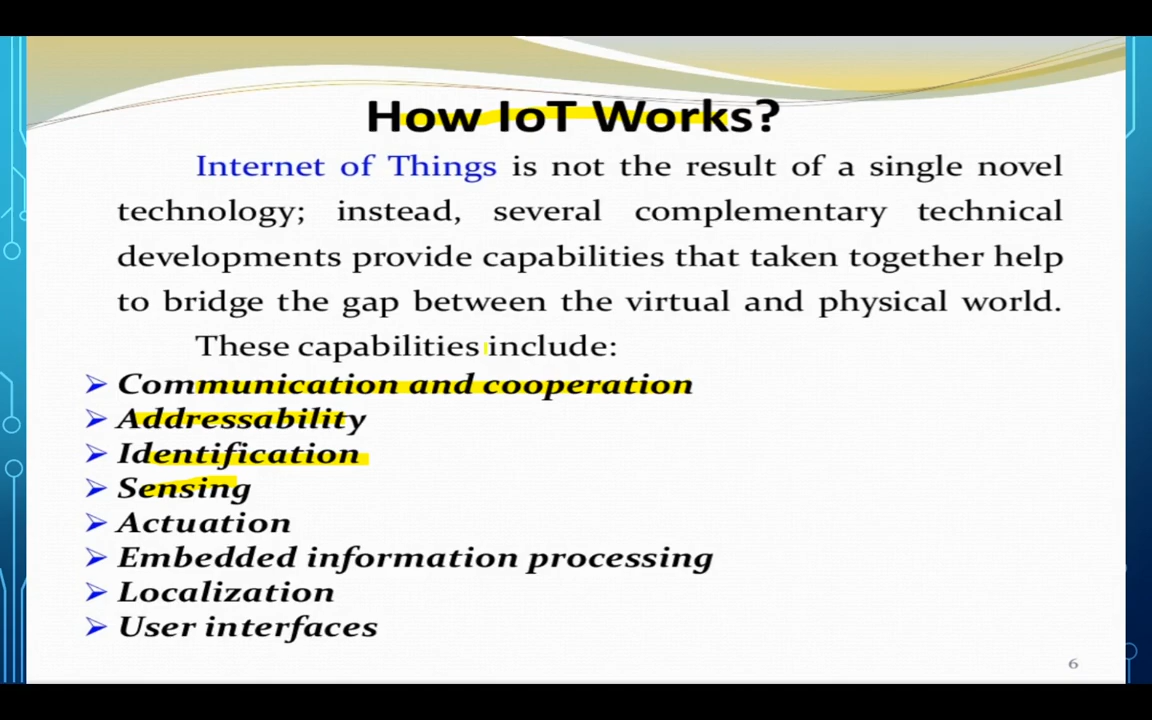 How IoT Works?
Internet of Things is not the result of a single novel
technology; instead, several complementary technical
developments provide capabilities that taken together help
to bridge the gap between the virtual and physical world.
These capabilities include:
➢ Communication and cooperation
➢ Addressability
➢ Identification
➢ Sensing
➢ Actuation
➢ Embedded information processing
➢ Localization
➢ User interfaces
6